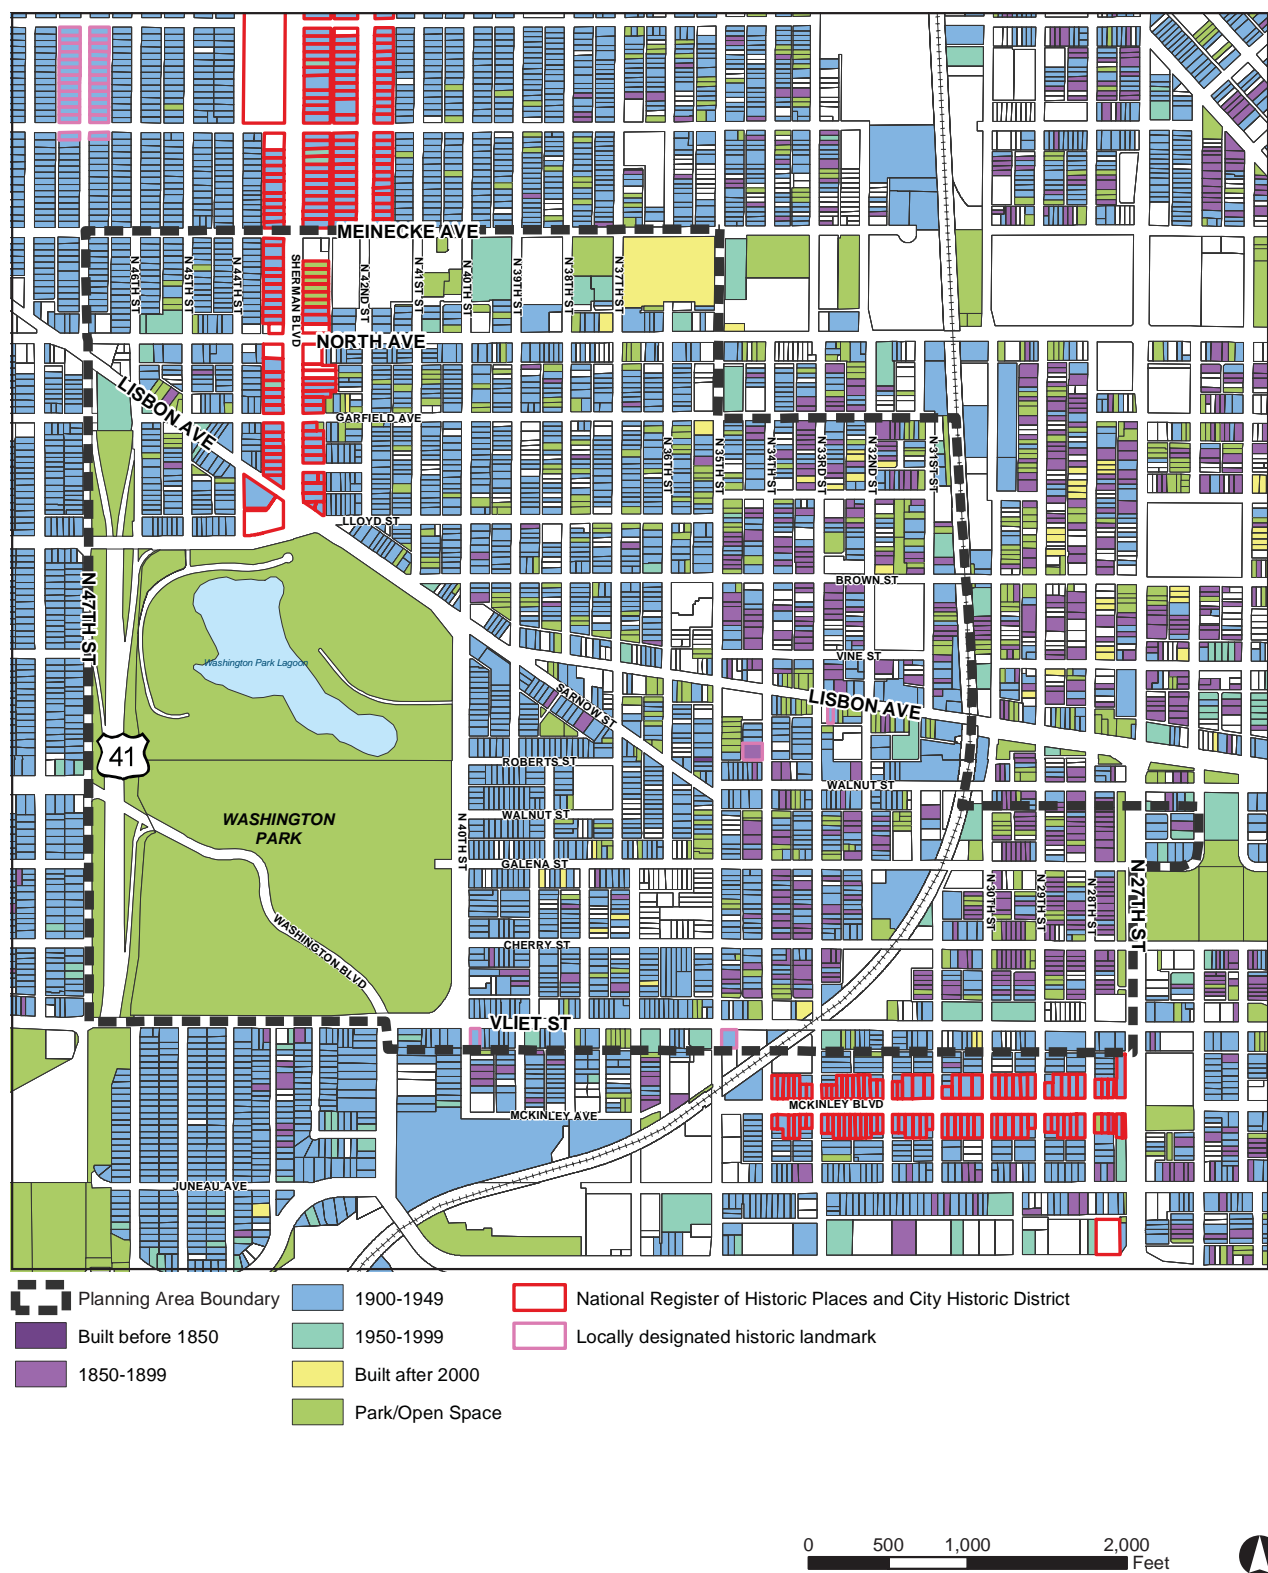 MEINECKE AVE
N 46TH ST
N 45TH ST
N 44TH ST
SHERMAN BLVD
N 42ND ST
N 41ST ST
N 40TH ST
N 39TH ST
N 38TH ST
N 37TH ST
NORTH AVE
LISBON AVE
GARFIELD AVE
N 36TH ST
N 35TH ST
N 34TH ST
N 33RD ST
N 32ND ST
N 31ST ST
LLOYD ST
BROWN ST
N 47TH ST
VINE ST
Washington Park Lagoon
SARNOW ST
LISBON AVE
41
ROBERTS ST
WALNUT ST
WASHINGTON
PARK
N 40TH ST
WALNUT ST
GALENA ST
N 30TH ST
N 29TH ST
N 28TH ST
N 27TH ST
WASHINGTON BLVD
CHERRY ST
VLIET ST
MCKINLEY AVE
MCKINLEY BLVD
JUNEAU AVE
Planning Area Boundary
Built before 1850
1850-1899
1900-1949
1950-1999
Built after 2000
Park/Open Space
National Register of Historic Places and City Historic District
Locally designated historic landmark
0 500 1,000 2,000
Feet